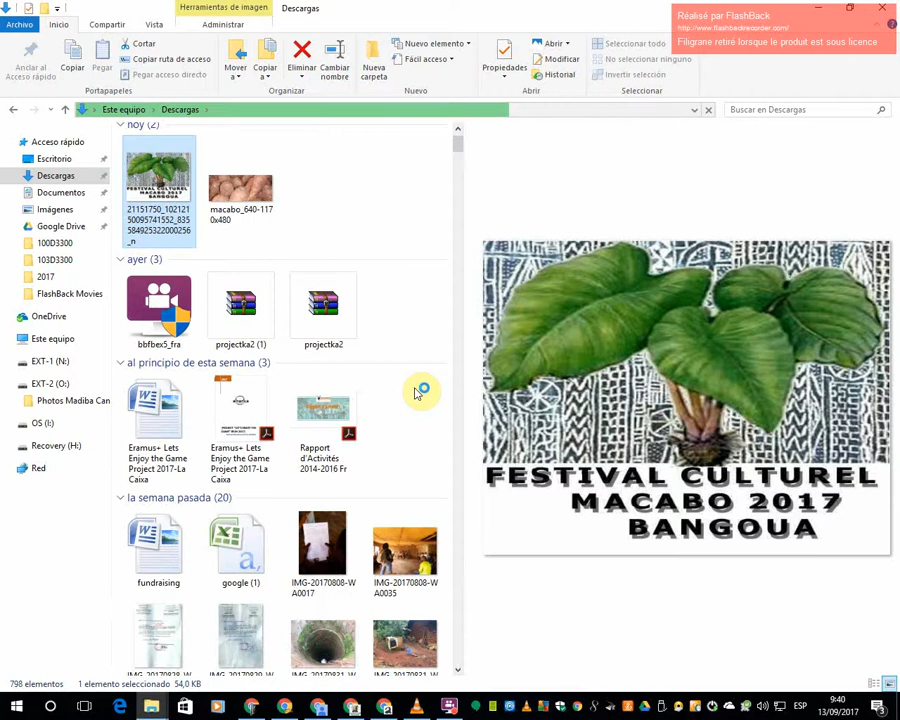 Herramientas de imagen
Descargas
Réalisé par FlashBack
http://www.flashbackrecorder.com/
Filigrane retiré lorsque le produit est sous licence
Archivo
Inicio
Compartir
Vista
Administrar
Anclar al Acceso rápido
Copiar
Pegar
Cortar
Copiar ruta de acceso
Pegar acceso directo
Portapapeles
Mover a
Copiar a
Eliminar
Cambiar nombre
Organizar
Nueva carpeta
Nuevo elemento
Fácil acceso
Nuevo
Propiedades
Abrir
Modificar
Historial
Abrir
Seleccionar todo
No seleccionar ninguno
Invertir selección
Seleccionar
Este equipo
Descargas
Buscar en Descargas
Acceso rápido
Escritorio
Descargas
Documentos
Imágenes
Google Drive
100D3300
103D3300
2017
FlashBack Movies
OneDrive
Este equipo
EXT-1 (N:)
EXT-2 (O:)
Photos Madiba Can
OS (I:)
Recovery (H:)
Red
hoy (2)
21151750_102121
50095741552_835
584925322000256
_n
macabo_640-117
0x480
ayer (3)
bbfbex5_fra
projectka2 (1)
projectka2
al principio de esta semana (3)
Eramus+ Lets
Enjoy the Game
Project 2017-La
Caixa
Eramus+ Lets
Enjoy the Game
Project 2017-La
Caixa
Rapport
d'Activités
2014-2016 Fr
la semana pasada (20)
fundraising
google (1)
IMG-20170808-W
A0017
IMG-20170808-W
A0035
IMG-20170828-W
IMG-20170831-W
IMG-20170831-W
FESTIVAL CULTUREL
MACABO 2017
BANGOUA
798 elementos
1 elemento seleccionado 54,0 KB
ESP
9:40
13/09/2017